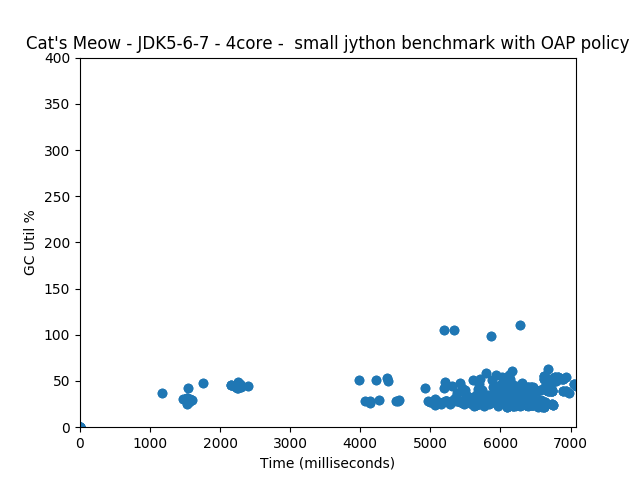 Cat's Meow - JDK5-6-7 - 4core -  small jython benchmark with OAP policy
400
350
300
250
200
150
100
50
0
GC Util %
0 1000 2000 3000 4000 5000 6000 7000
Time (milliseconds)